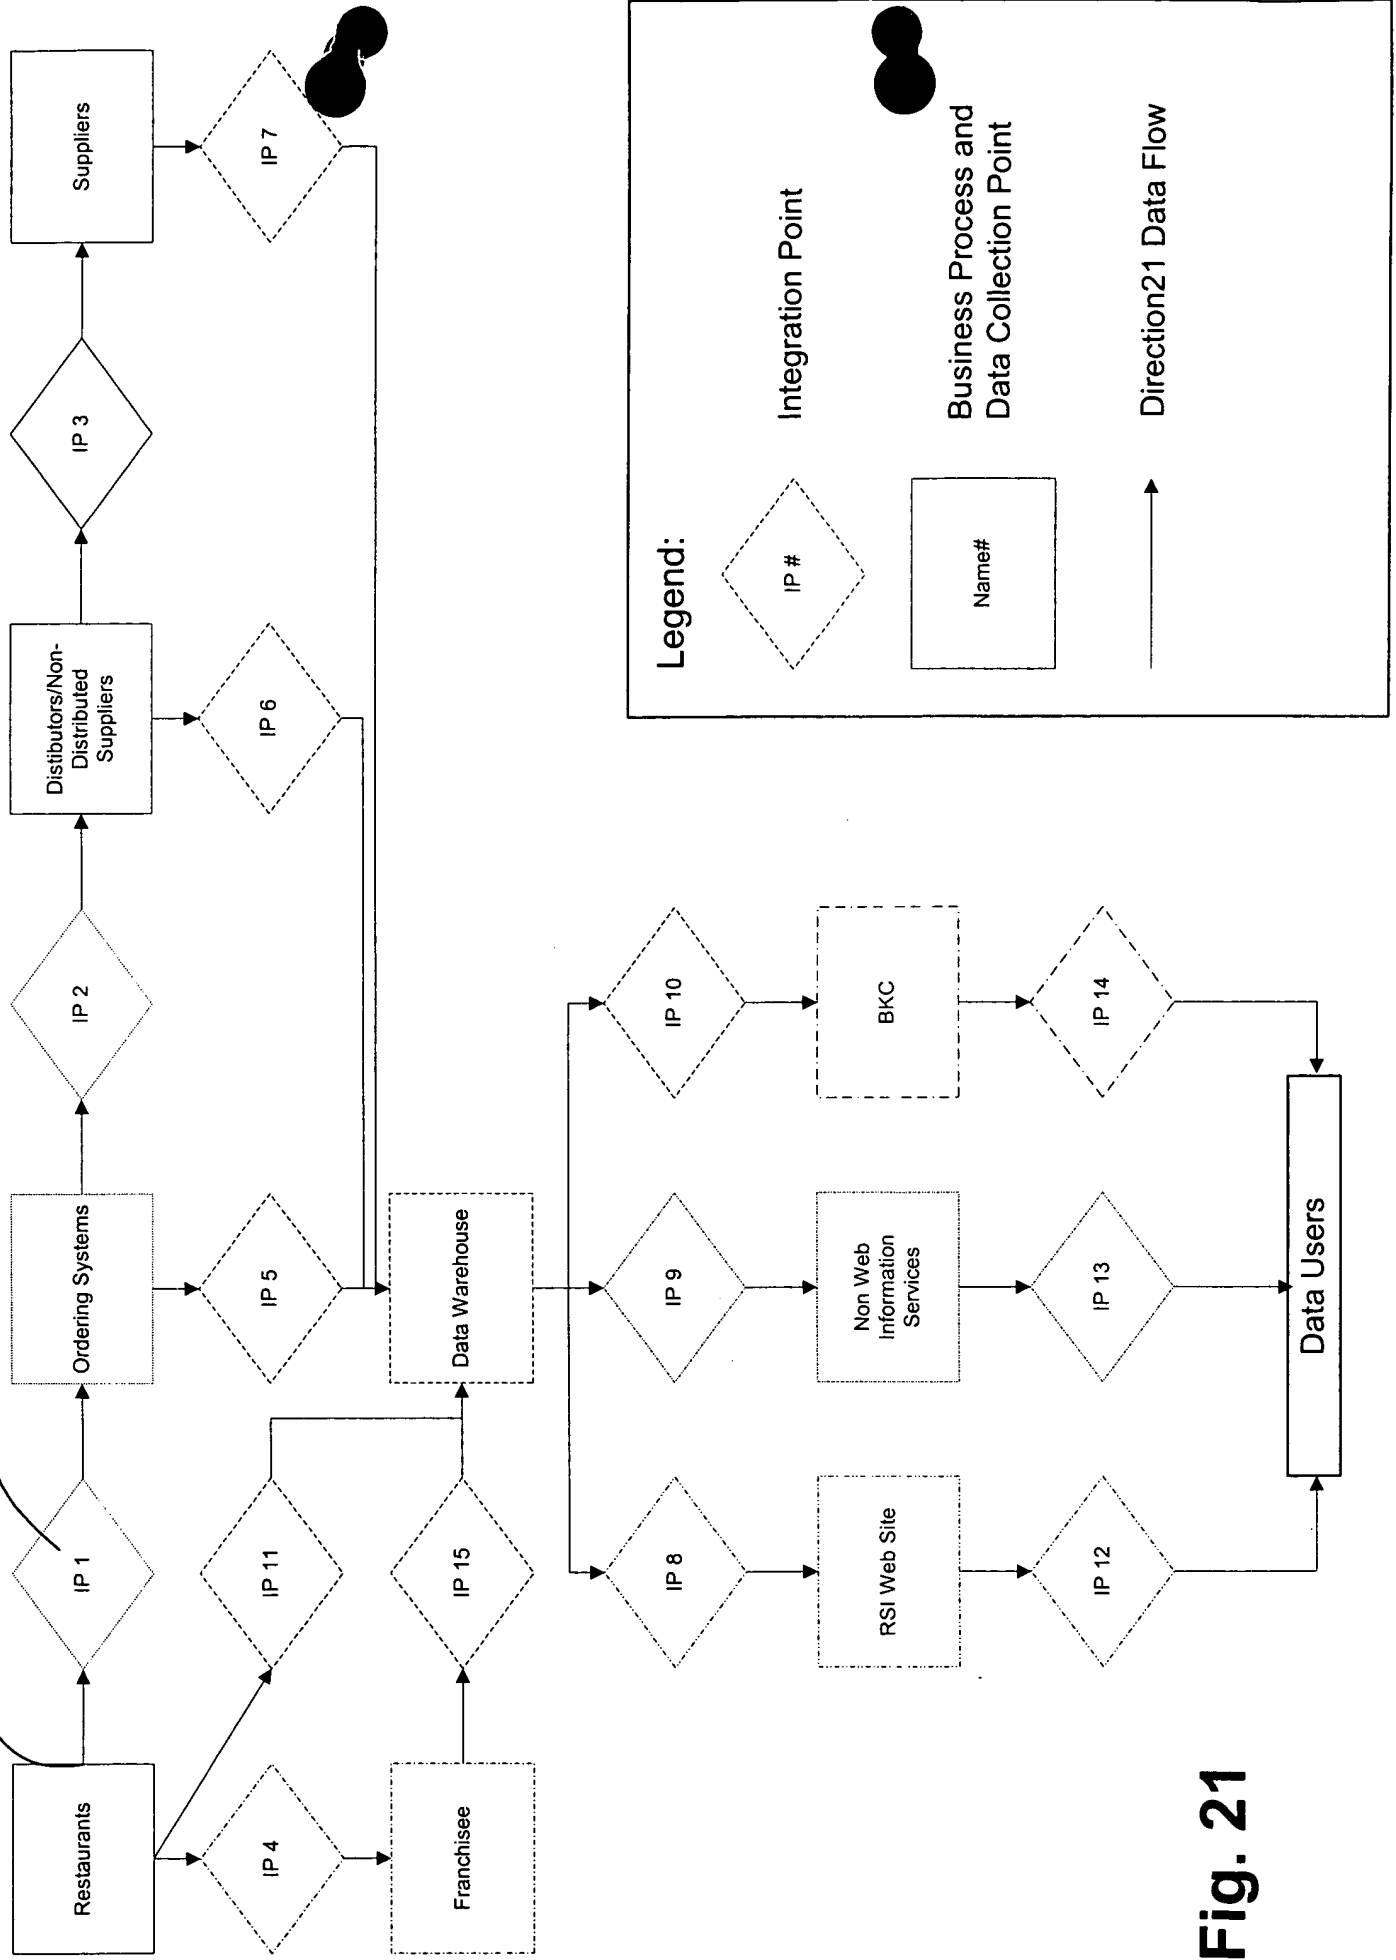 Restaurants
IP 1
Ordering Systems
IP 2
Distibutors/Non-
Distributed
Suppliers
IP 3
Suppliers
IP 4
IP 11
IP 5
IP 6
IP 7
Franchisee
IP 15
Data Warehouse
IP 8
IP 9
IP 10
RSI Web Site
Non Web
Information
Services
BKC
IP 12
IP 13
IP 14
Data Users
Legend:
IP #
Integration Point
Name#
Business Process and
Data Collection Point
Direction21 Data Flow
Fig. 21